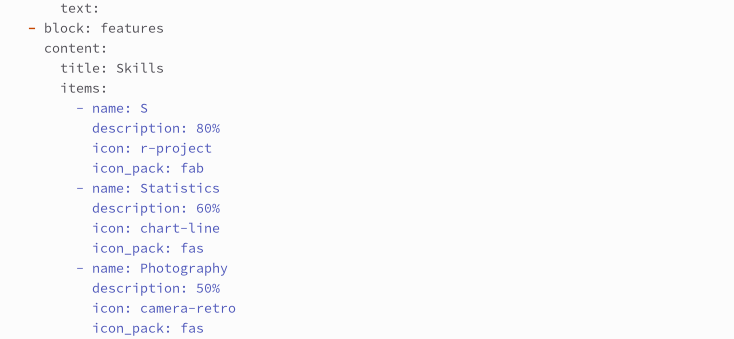 text:
- block: features
content:
title: Skills
items:
- name: S
description: 80%
icon: r-project
icon_pack: fab
- name: Statistics
description: 60%
icon: chart-line
icon_pack: fas
- name: Photography
description: 50%
icon: camera-retro
icon_pack: fas